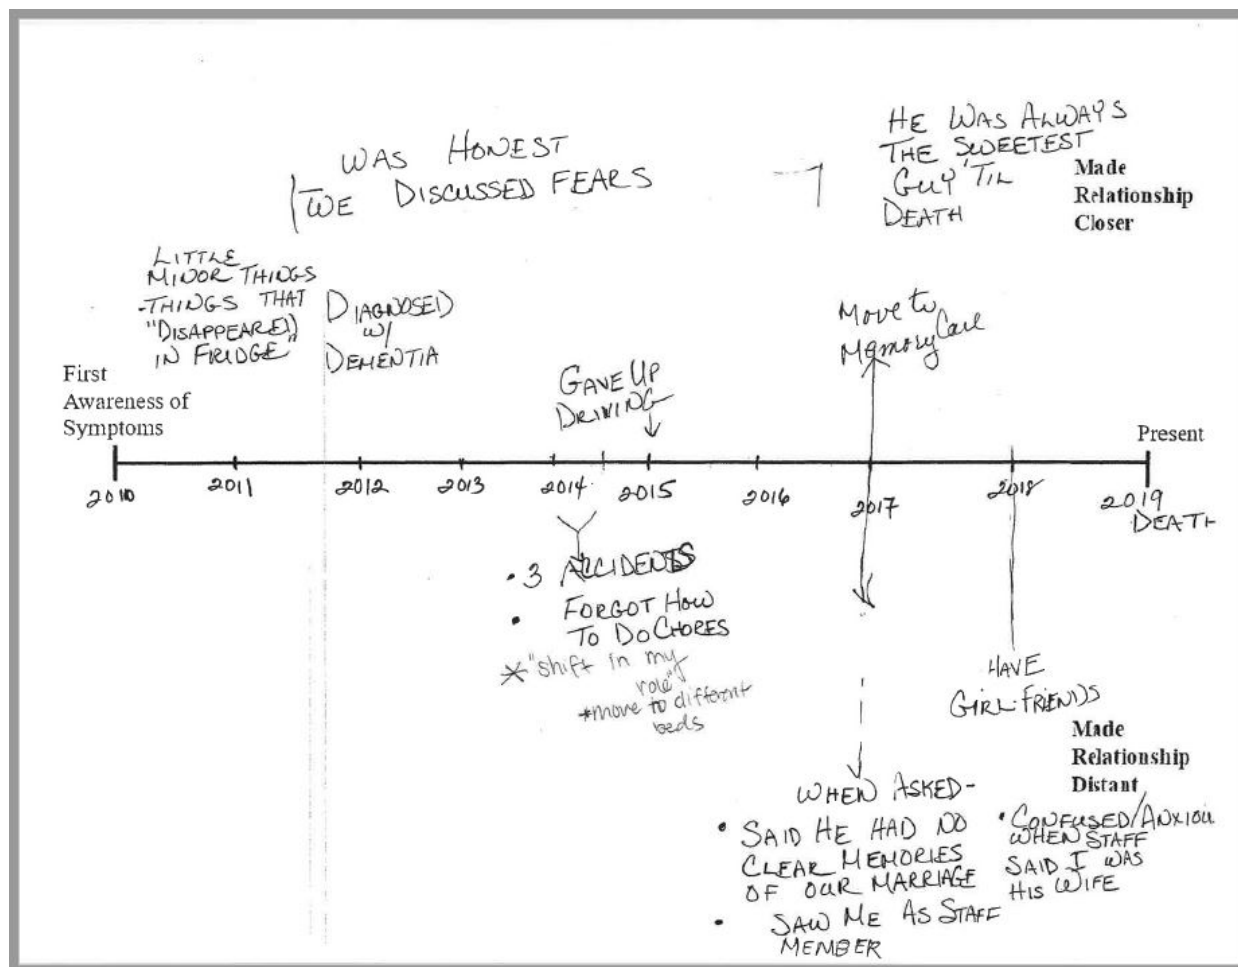 WAS HONEST
WE DISCUSSED FEARS
HE WAS ALWAYS
THE SWEETEST
GUY 'TIL
DEATH
Made
Relationship
Closer
LITTLE
MINOR THINGS
-THINGS THAT
"DISAPPEARED
IN FRIDGE"
DIAGNOSED
W/
DEMENTIA
GAVE UP
DRIVING
Move to
Memory Care
First
Awareness of
Symptoms
Present
2010
2011
2012
2013
2014
2015
2016
2017
2018
2019
DEATH
• 3 ACCIDENTS
• FORGOT HOW
TO DO CHORES
* "shift in my
role"
*move to different
beds
HAVE
GIRL-FRIENDS
Made
Relationship
Distant
WHEN ASKED-
• SAID HE HAD NO
CLEAR MEMORIES
OF OUR MARRIAGE
• SAW ME AS STAFF
MEMBER
• CONFUSED/ANXIOU
WHEN STAFF
SAID I WAS
HIS WIFE